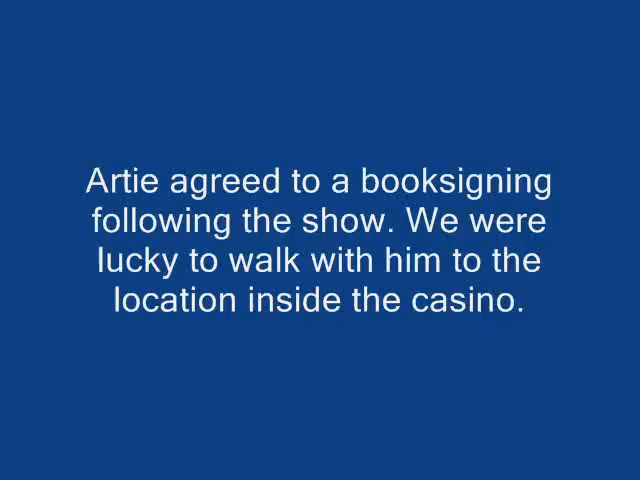 Artie agreed to a booksigning
following the show. We were
lucky to walk with him to the
location inside the casino.